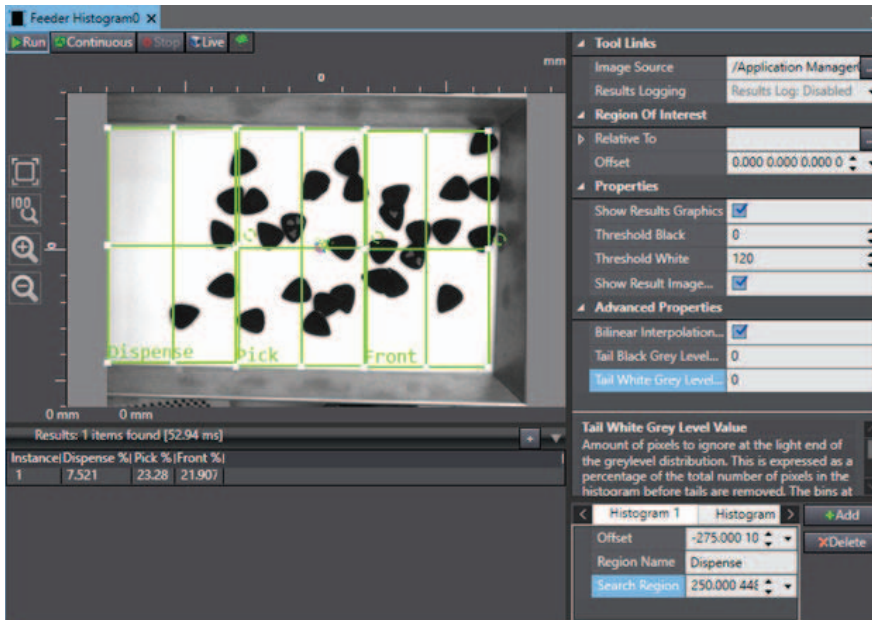 Feeder Histogram0
Run Continuous Stop Live
mm
0
0
Dispense Pick Front
0 mm 0 mm
Results: 1 items found [52.94 ms]
Instance Dispense % Pick % Front %
1 7.521 23.28 21.907
Tool Links
Image Source /Application Manager
Results Logging Results Log: Disabled
Region Of Interest
Relative To
Offset 0.000 0.000 0.000 0
Properties
Show Results Graphics
Threshold Black 0
Threshold White 120
Show Result Image...
Advanced Properties
Bilinear Interpolation...
Tail Black Grey Level... 0
Tail White Grey Level... 0
Tail White Grey Level Value
Amount of pixels to ignore at the light end of
the greylevel distribution. This is expressed as a
percentage of the total number of pixels in the
histogram before tails are removed. The bins at
Histogram 1 Histogram
Add
Delete
Offset -275.000 10
Region Name Dispense
Search Region 250.000 448